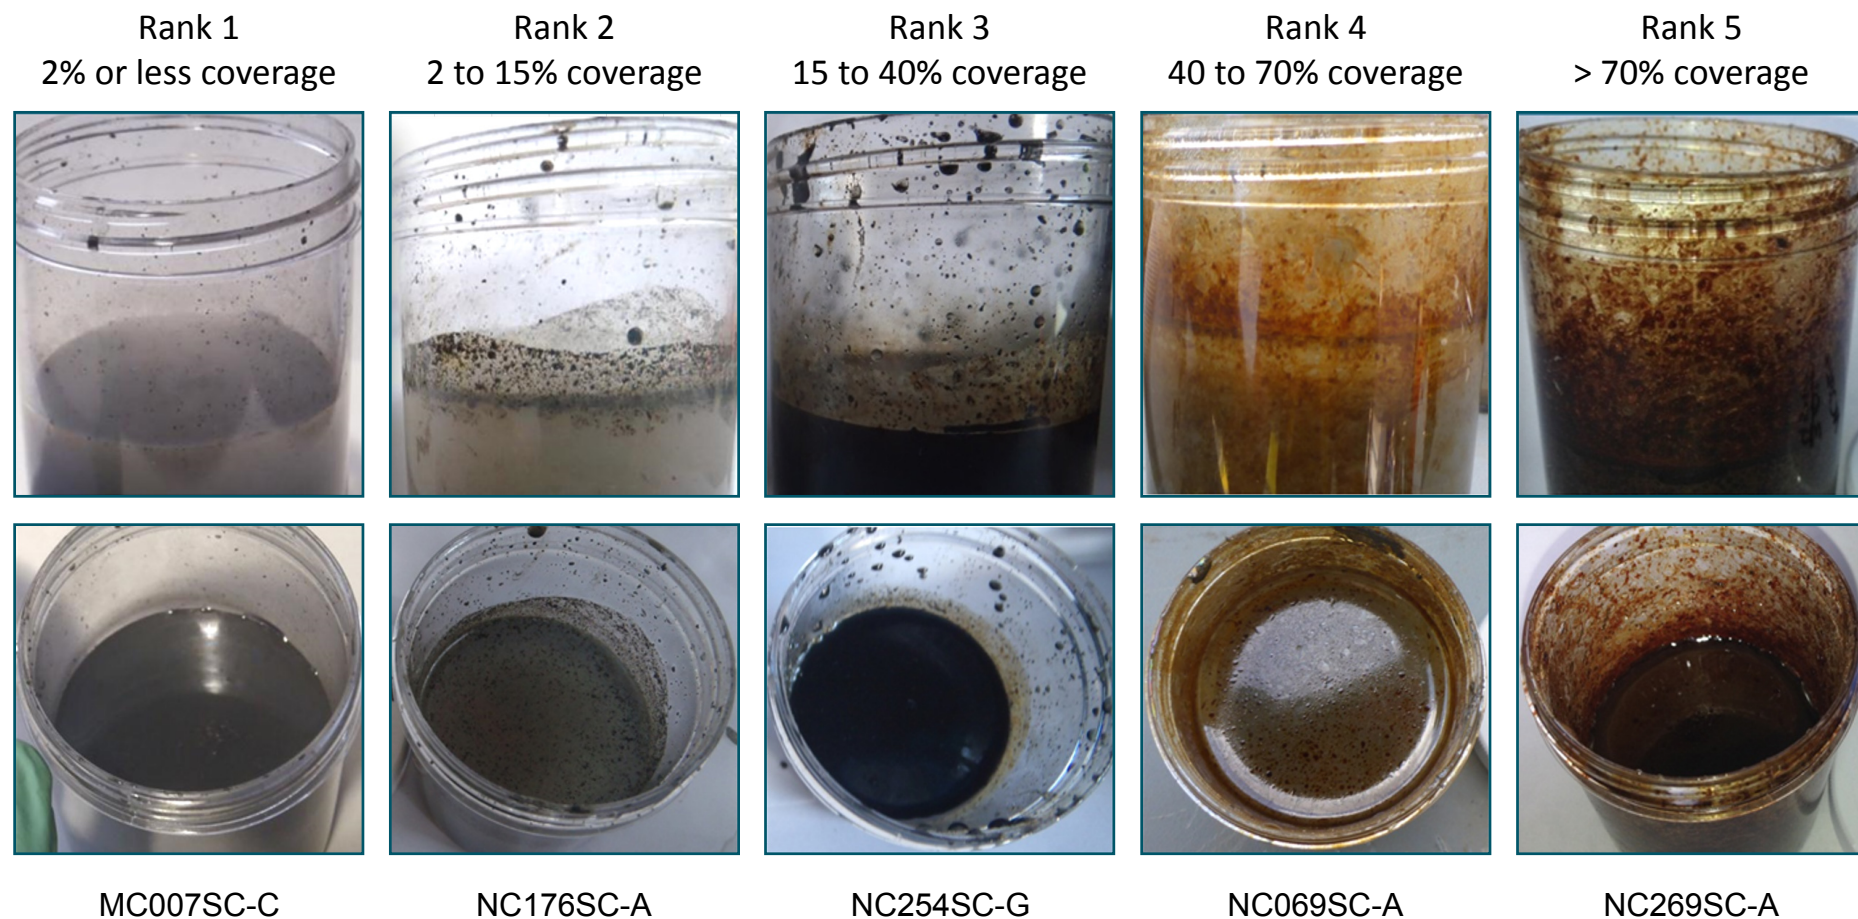 Rank 1
2% or less coverage
Rank 2
2 to 15% coverage
Rank 3
15 to 40% coverage
Rank 4
40 to 70% coverage
Rank 5
> 70% coverage
MC007SC-C
NC176SC-A
NC254SC-G
NC069SC-A
NC269SC-A